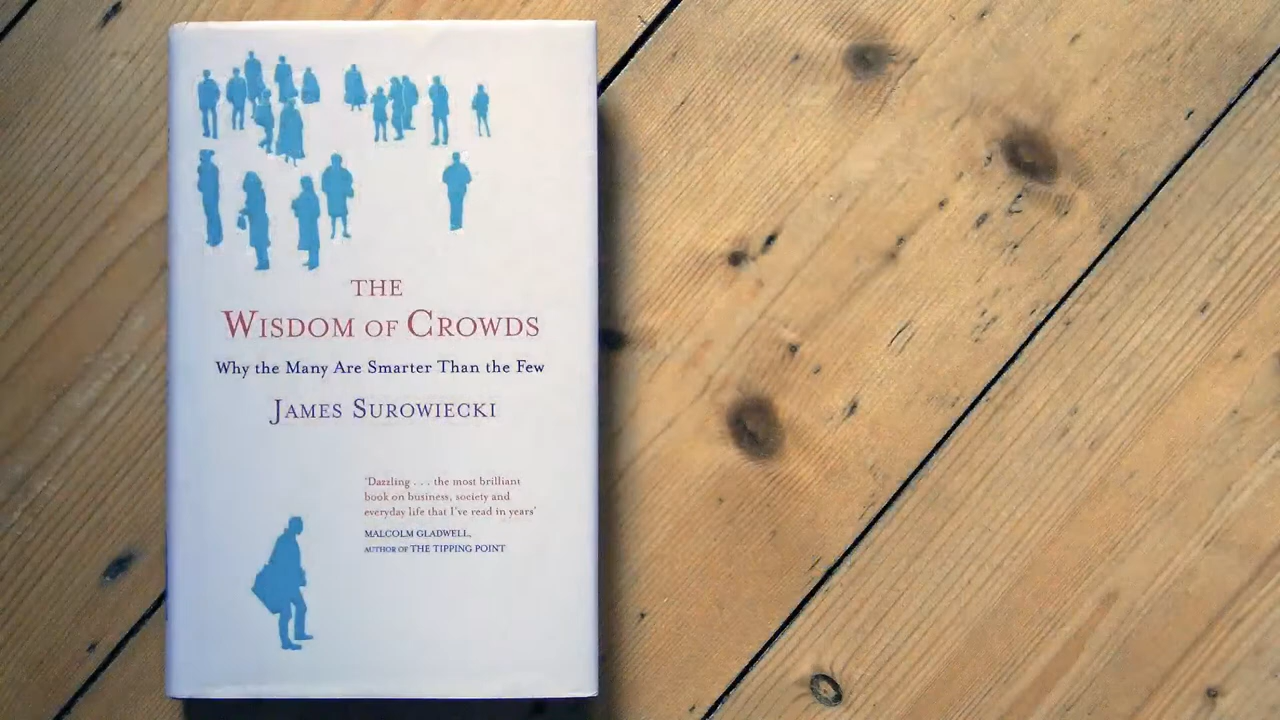 THE
WISDOM OF CROWDS
Why the Many Are Smarter Than the Few
JAMES SUROWIECKI
'Dazzling . . . the most brilliant
book on business, society and
everyday life that I've read in years'
MALCOLM GLADWELL,
AUTHOR OF THE TIPPING POINT